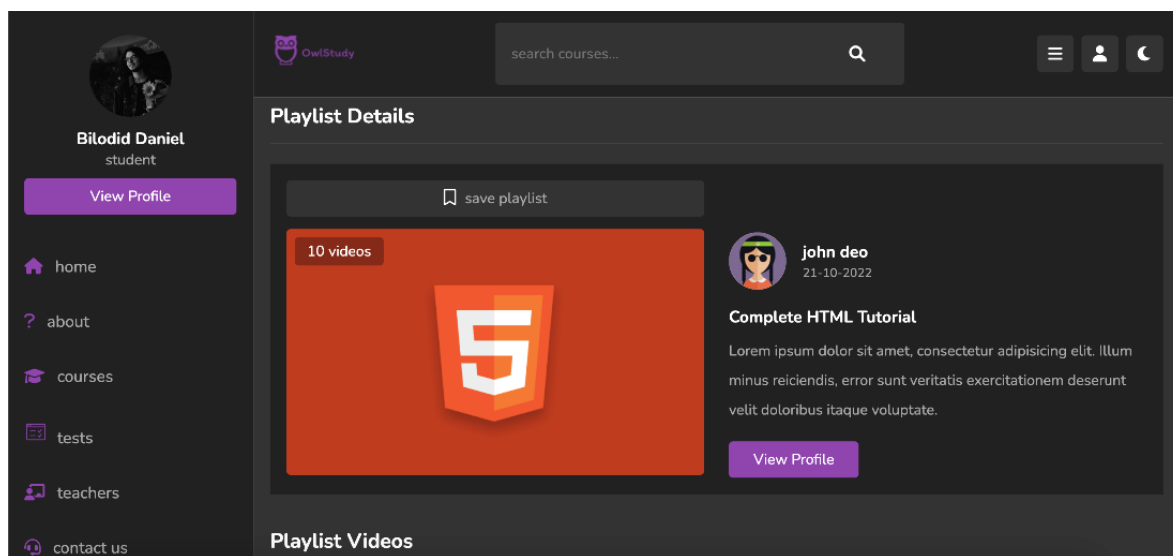 Bilodid Daniel
student
View Profile
home
about
courses
tests
teachers
contact us
OwlStudy
search courses...
Playlist Details
save playlist
10 videos
john deo
21-10-2022
Complete HTML Tutorial
Lorem ipsum dolor sit amet, consectetur adipisicing elit. Illum
minus reiciendis, error sunt veritatis exercitationem deserunt
velit doloribus itaque voluptate.
View Profile
Playlist Videos